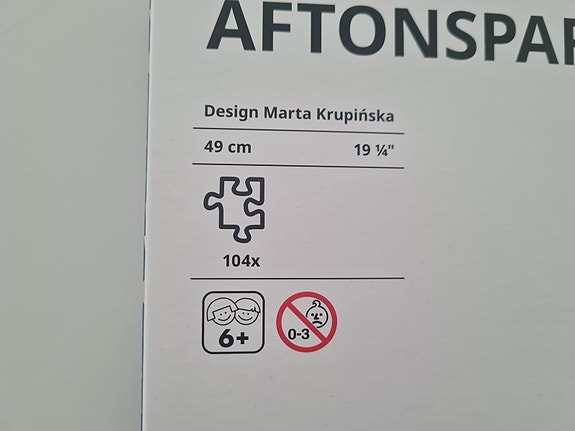 AFTONSPAR
Design Marta Krupińska
49 cm 19 ¼"
104x
6+ 0-3